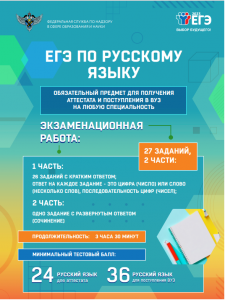 ФЕДЕРАЛЬНАЯ СЛУЖБА ПО НАДЗОРУ
В СФЕРЕ ОБРАЗОВАНИЯ И НАУКИ
ЕГЭ
ВЫБОР БУДУЩЕГО!
ЕГЭ ПО РУССКОМУ
ЯЗЫКУ
ОБЯЗАТЕЛЬНЫЙ ПРЕДМЕТ ДЛЯ ПОЛУЧЕНИЯ
АТТЕСТАТА И ПОСТУПЛЕНИЯ В ВУЗ
НА ЛЮБУЮ СПЕЦИАЛЬНОСТЬ
ЭКЗАМЕНАЦИОННАЯ
РАБОТА:
27 ЗАДАНИЙ,
2 ЧАСТИ:
1 ЧАСТЬ:
26 ЗАДАНИЙ С КРАТКИМ ОТВЕТОМ;
ОТВЕТ НА КАЖДОЕ ЗАДАНИЕ - ЭТО ЦИФРА (ЧИСЛО) ИЛИ СЛОВО
(НЕСКОЛЬКО СЛОВ), ПОСЛЕДОВАТЕЛЬНОСТЬ ЦИФР (ЧИСЕЛ);
2 ЧАСТЬ:
ОДНО ЗАДАНИЕ С РАЗВЕРНУТЫМ ОТВЕТОМ
(СОЧИНЕНИЕ)
ПРОДОЛЖИТЕЛЬНОСТЬ: 3 ЧАСА 30 МИНУТ
МИНИМАЛЬНЫЙ ТЕСТОВЫЙ БАЛЛ:
24 РУССКИЙ ЯЗЫК
ДЛЯ АТТЕСТАТА
36 РУССКИЙ ЯЗЫК
ДЛЯ ПОСТУПЛЕНИЯ В ВУЗ